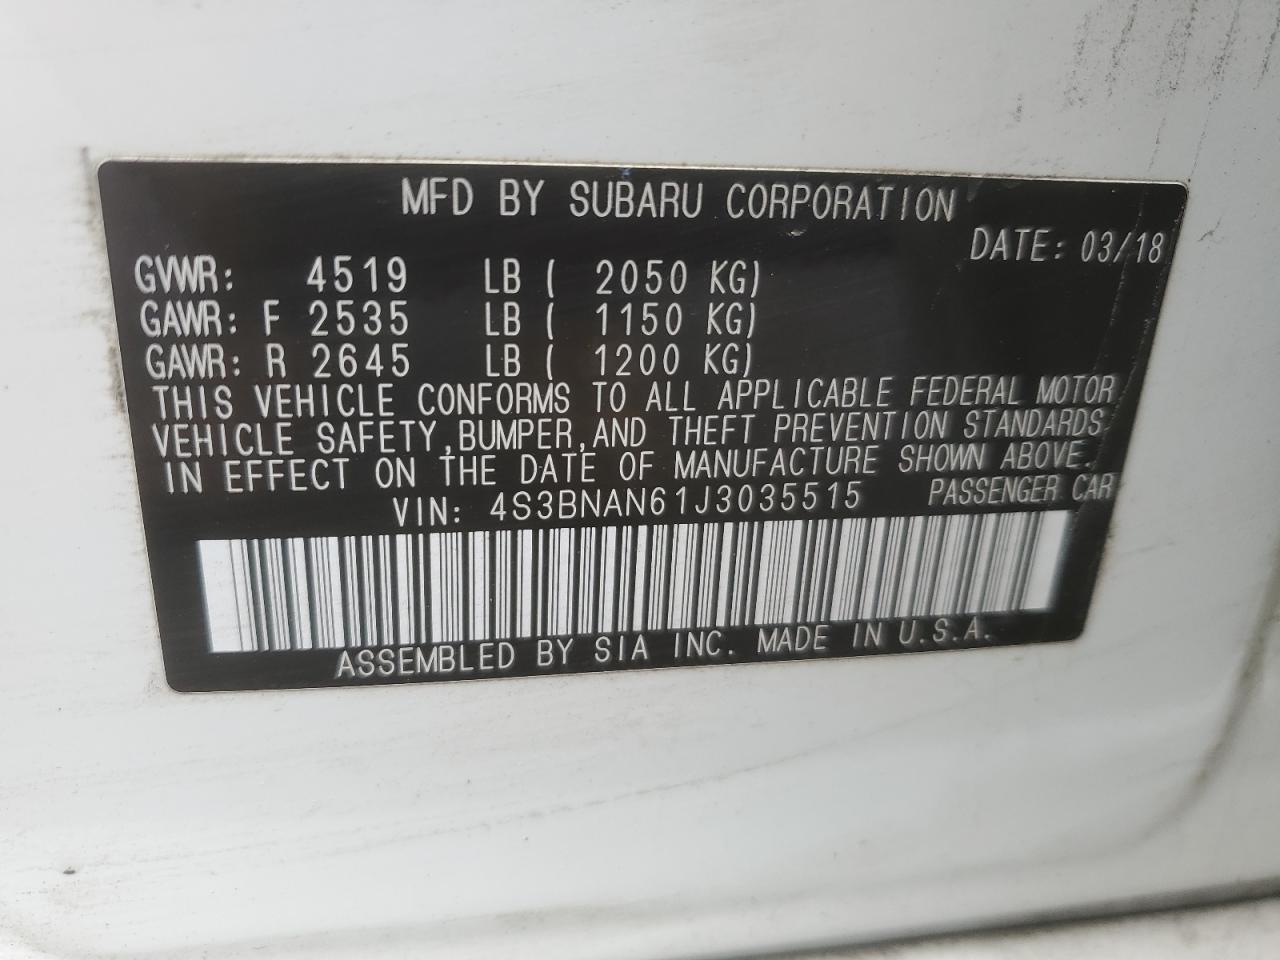 MFD BY SUBARU CORPORATION
DATE: 03/18
GVWR: 4519 LB ( 2050 KG)
GAWR: F 2535 LB ( 1150 KG)
GAWR: R 2645 LB ( 1200 KG)
THIS VEHICLE CONFORMS TO ALL APPLICABLE FEDERAL MOTOR
VEHICLE SAFETY, BUMPER, AND THEFT PREVENTION STANDARDS
IN EFFECT ON THE DATE OF MANUFACTURE SHOWN ABOVE.
VIN: 4S3BNAN61J3035515 PASSENGER CAR
ASSEMBLED BY SIA INC. MADE IN U.S.A.